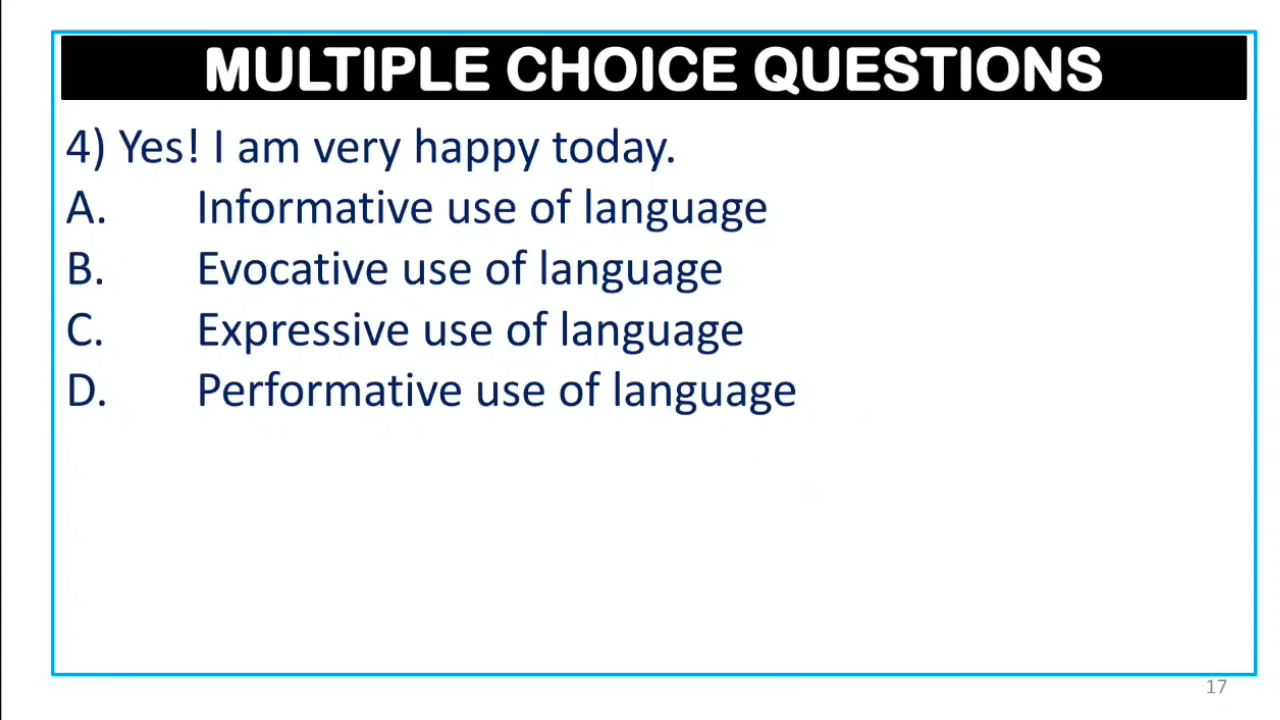 MULTIPLE CHOICE QUESTIONS
4) Yes! I am very happy today.
A. Informative use of language
B. Evocative use of language
C. Expressive use of language
D. Performative use of language
17